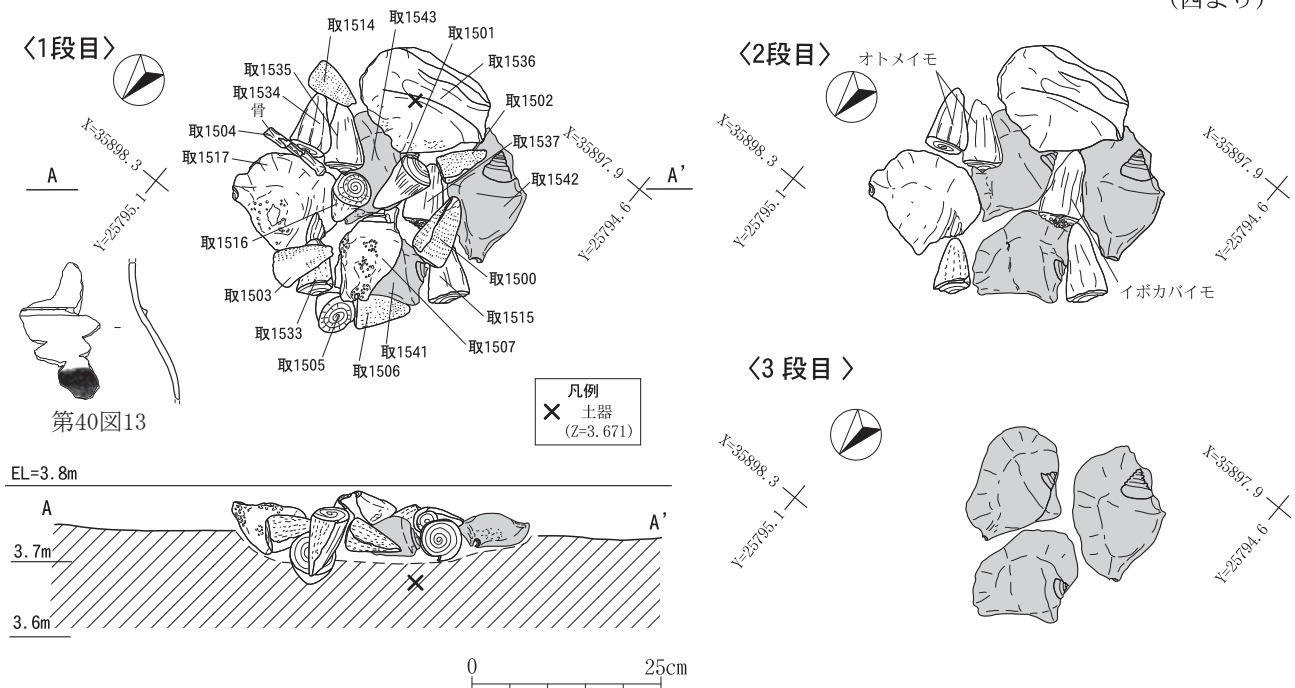 (西より)
〈1段目〉
取1514
取1543
取1501
取1536
取1502
取1537
取1542
取1535
取1534
骨
取1504
取1517
取1516
取1503
取1533
取1505
取1506
取1541
取1507
取1515
取1500
X=35898.3
Y=25795.1
X=35897.9
Y=25794.6
A
A'
第40図13
凡例
× 土器
(Z=3.671)
〈2段目〉
オトメイモ
イボカバイモ
X=35898.3
Y=25795.1
X=35897.9
Y=25794.6
〈3段目〉
X=35898.3
Y=25795.1
X=35897.9
Y=25794.6
EL=3.8m
A
A'
3.7m
3.6m
0
25cm